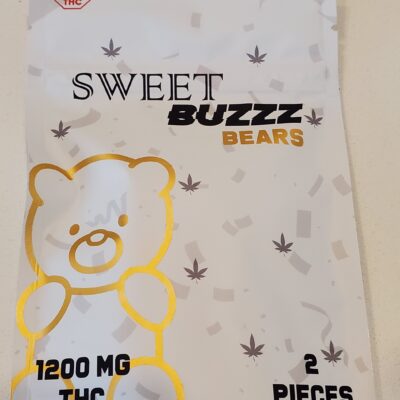 THC
SWEET
BUZZZ
BEARS
1200 MG
THC
2
PIECES